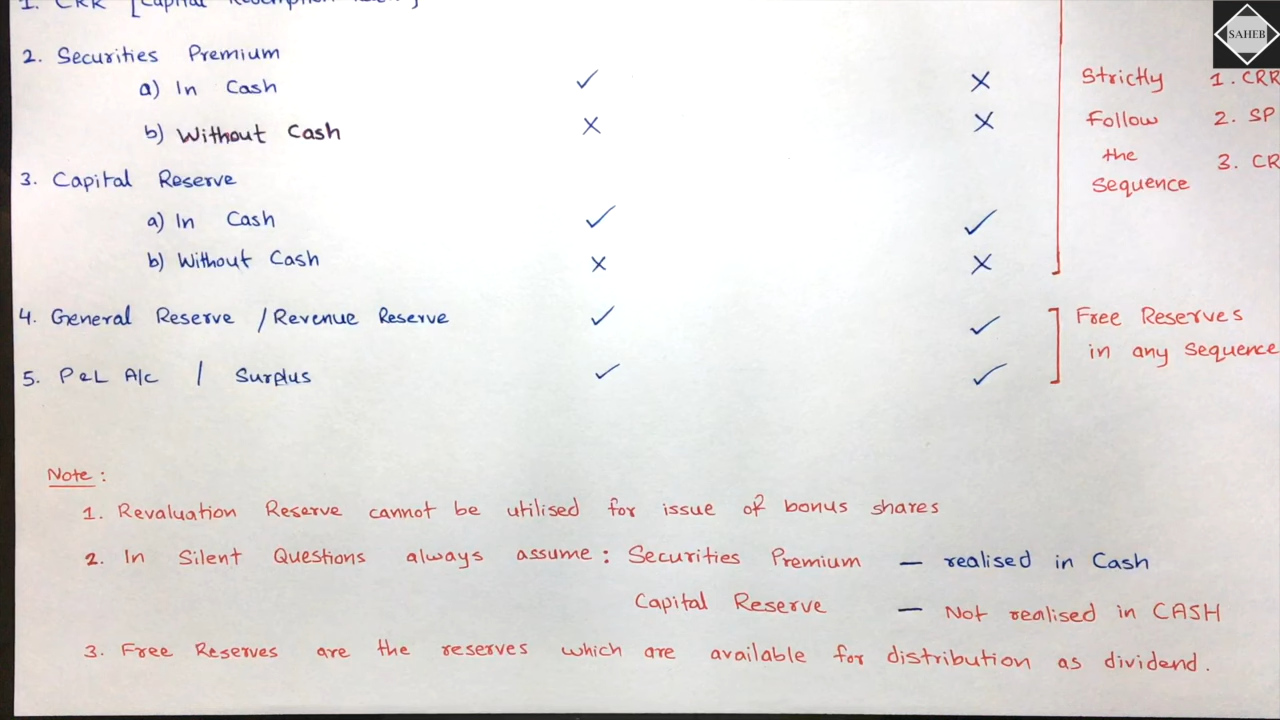 1. CRR [Capital Redemption
SAHEB
2. Securities Premium
a) In Cash ✓ ✗
b) Without Cash ✗ ✗
Strictly 1. CRR
Follow 2. SP
the 3. CR
Sequence
3. Capital Reserve
a) In Cash ✓ ✓
b) Without Cash ✗ ✗
4. General Reserve / Revenue Reserve ✓ ✓
Free Reserves
in any sequence
5. P&L A/c / Surplus ✓ ✓
Note :
1. Revaluation Reserve cannot be utilised for issue of bonus shares
2. In Silent Questions always assume : Securities Premium — realised in Cash
Capital Reserve — Not realised in CASH
3. Free Reserves are the reserves which are available for distribution as dividend.